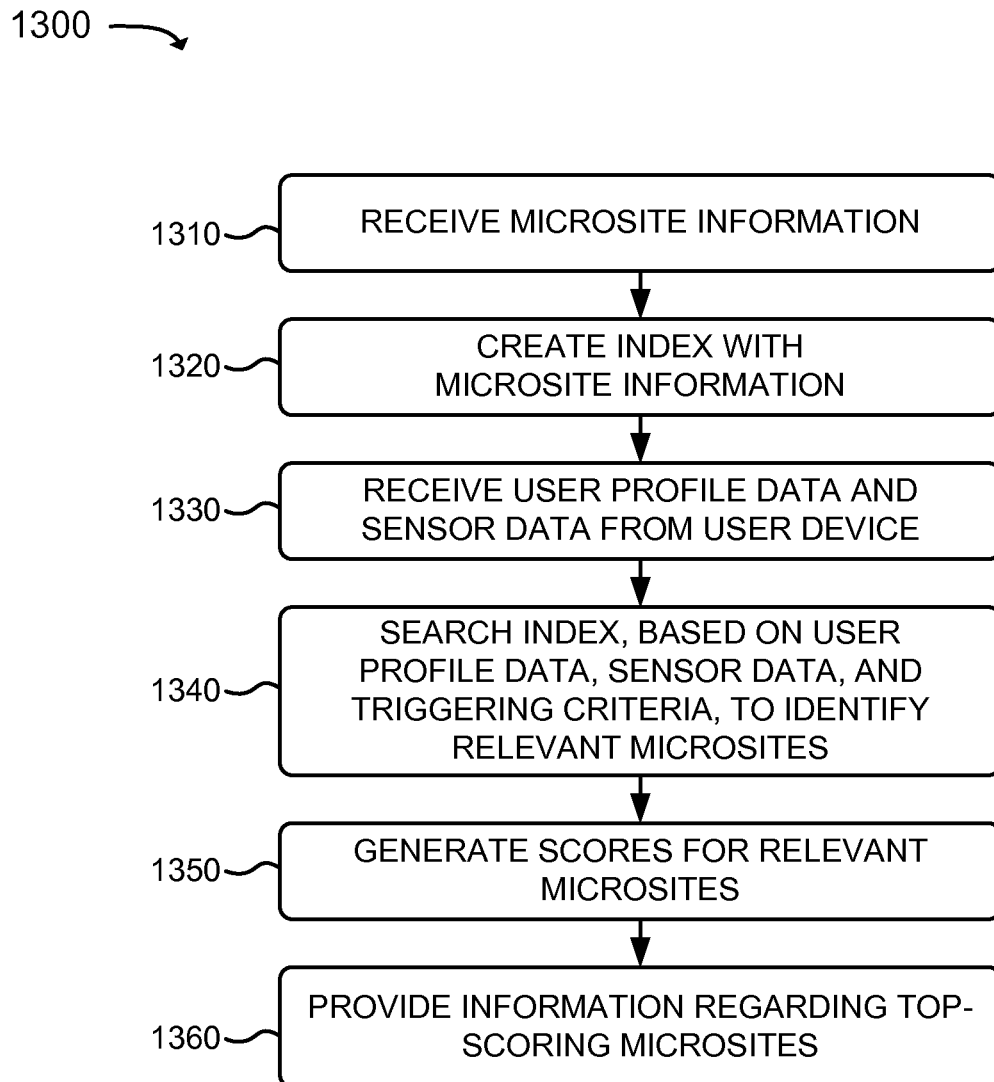 1300
1310
RECEIVE MICROSITE INFORMATION
1320
CREATE INDEX WITH
MICROSITE INFORMATION
1330
RECEIVE USER PROFILE DATA AND
SENSOR DATA FROM USER DEVICE
1340
SEARCH INDEX, BASED ON USER
PROFILE DATA, SENSOR DATA, AND
TRIGGERING CRITERIA, TO IDENTIFY
RELEVANT MICROSITES
1350
GENERATE SCORES FOR RELEVANT
MICROSITES
1360
PROVIDE INFORMATION REGARDING TOP-
SCORING MICROSITES